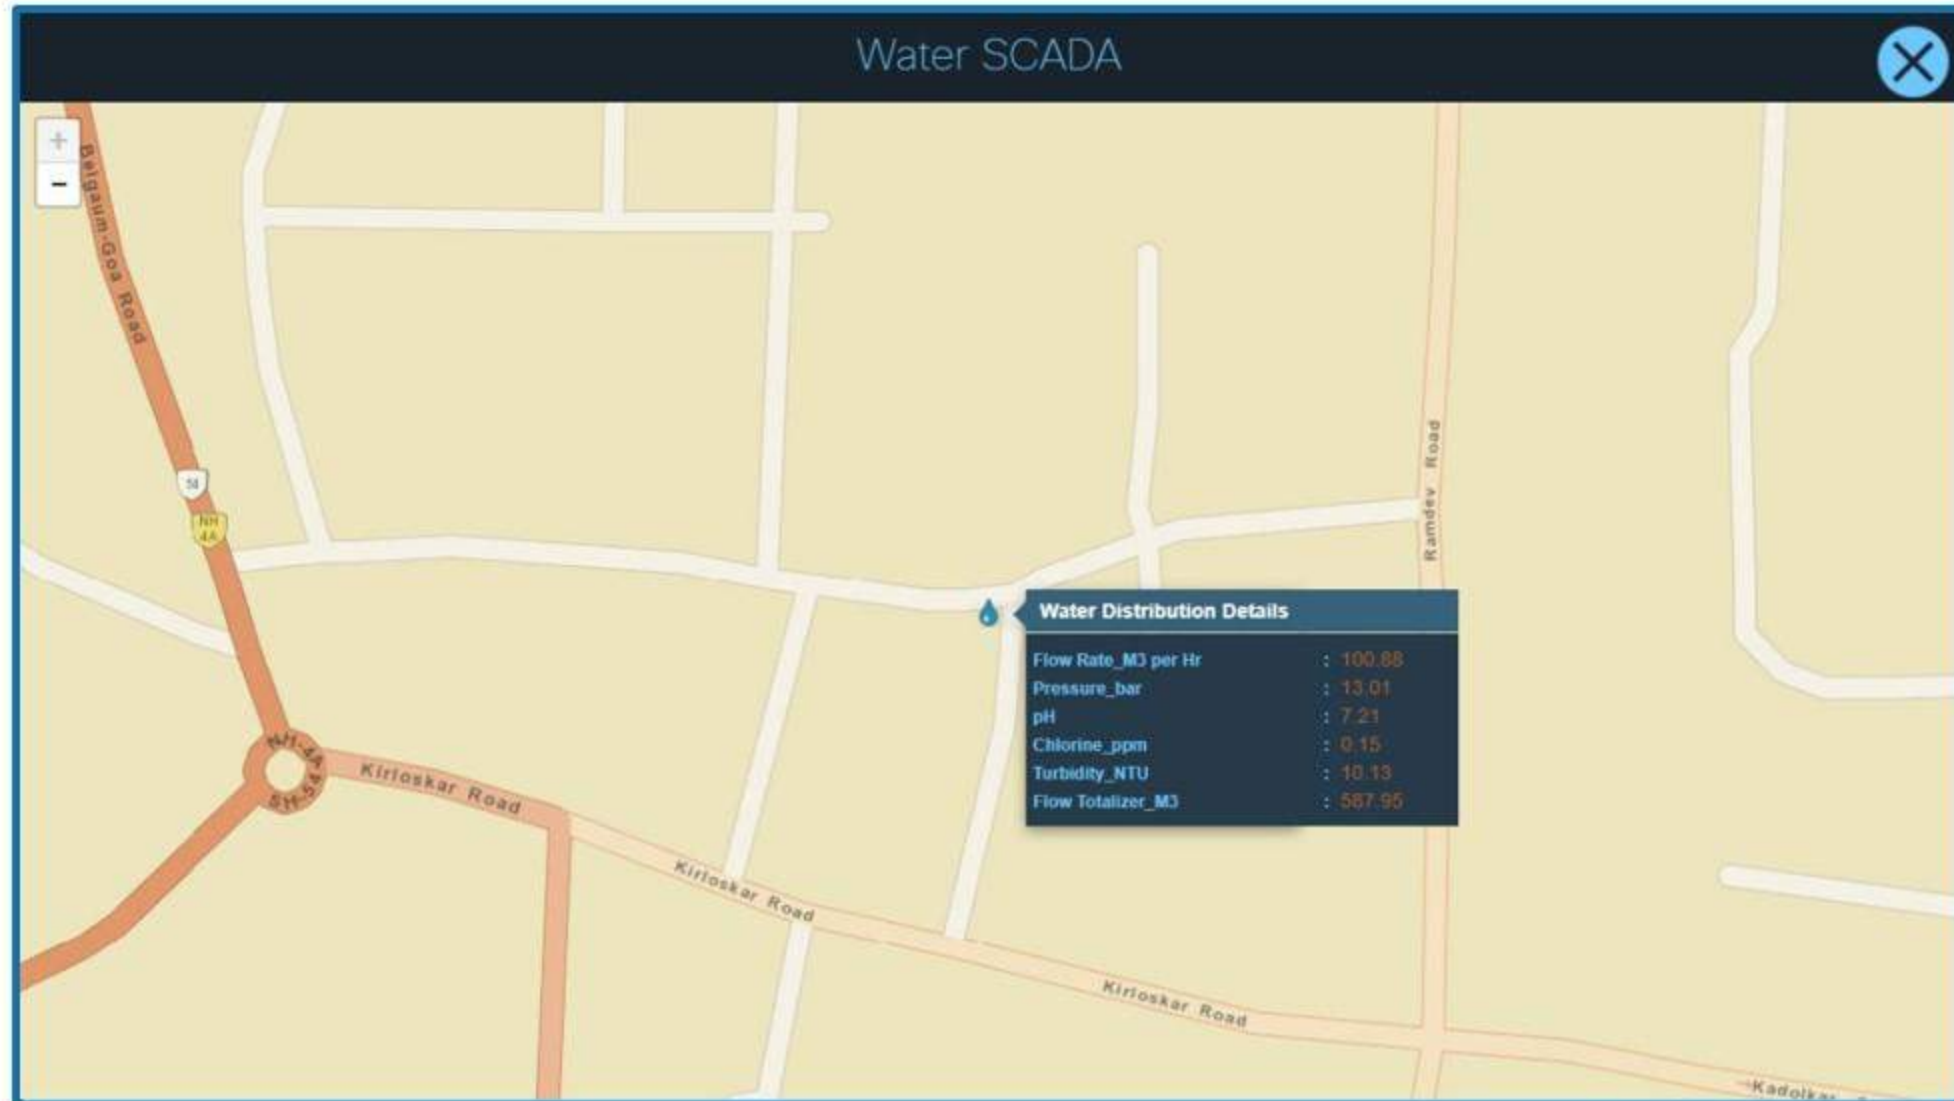 Water SCADA
+
-
Belgaum-Goa Road
51
NH
4A
Ramdev Road
Water Distribution Details
Flow Rate_M3 per Hr : 100.88
Pressure_bar : 13.01
pH : 7.21
Chlorine_ppm : 0.15
Turbidity_NTU : 10.13
Flow Totalizer_M3 : 587.95
NH-4A
SH-54
Kirloskar Road
Kirloskar Road
Kirloskar Road